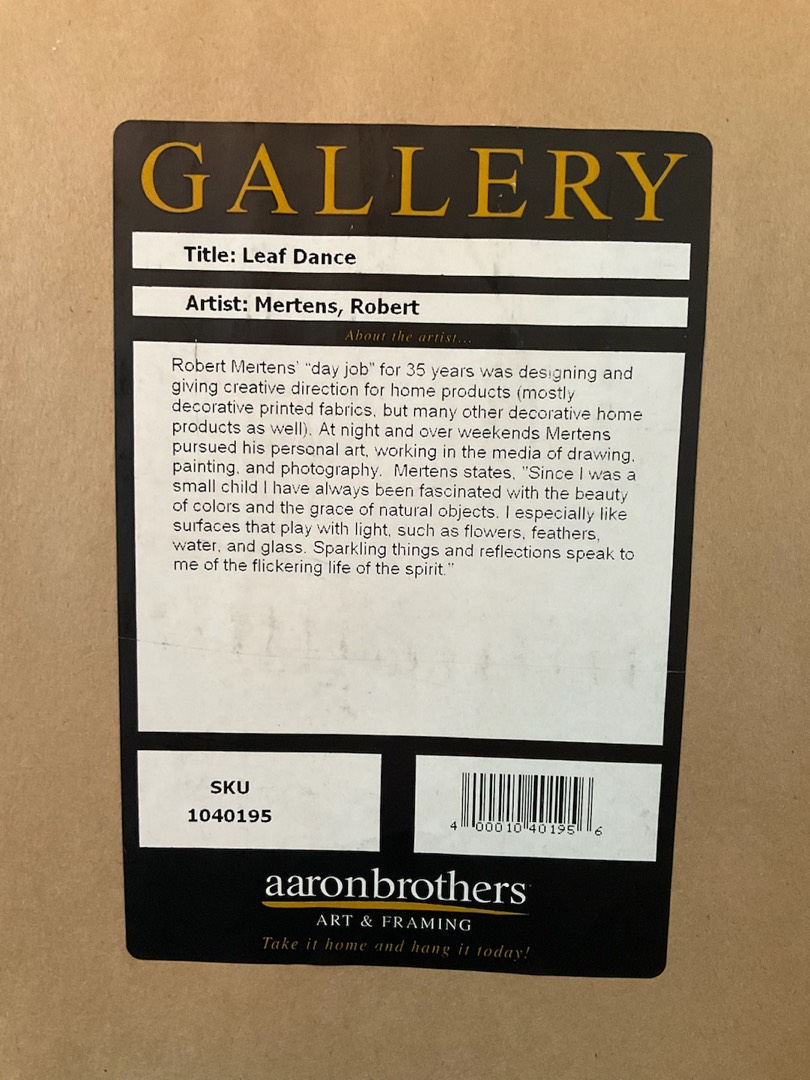 GALLERY
Title: Leaf Dance
Artist: Mertens, Robert
About the artist...
Robert Mertens' "day job" for 35 years was designing and
giving creative direction for home products (mostly
decorative printed fabrics, but many other decorative home
products as well). At night and over weekends Mertens
pursued his personal art, working in the media of drawing,
painting, and photography. Mertens states, "Since I was a
small child I have always been fascinated with the beauty
of colors and the grace of natural objects. I especially like
surfaces that play with light, such as flowers, feathers,
water, and glass. Sparkling things and reflections speak to
me of the flickering life of the spirit."
SKU
1040195
4 00010 40195 6
aaronbrothers
ART & FRAMING
Take it home and hang it today!